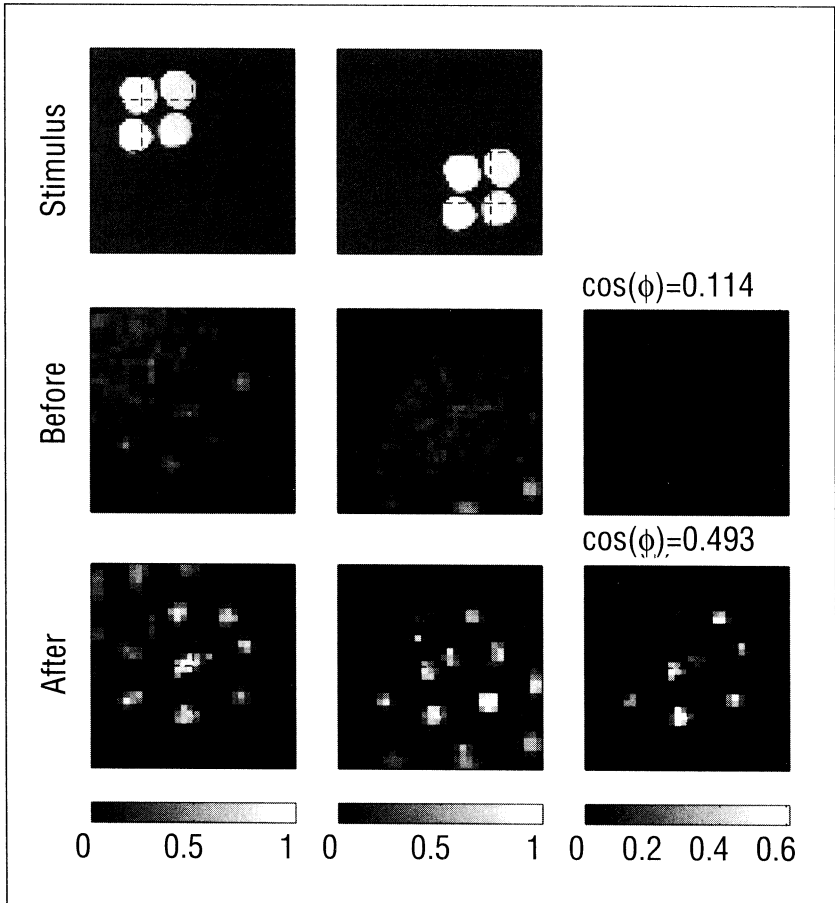 Stimulus
cos(ϕ)=0.114
Before
cos(ϕ)=0.493
After
0 0.5 1
0 0.5 1
0 0.2 0.4 0.6